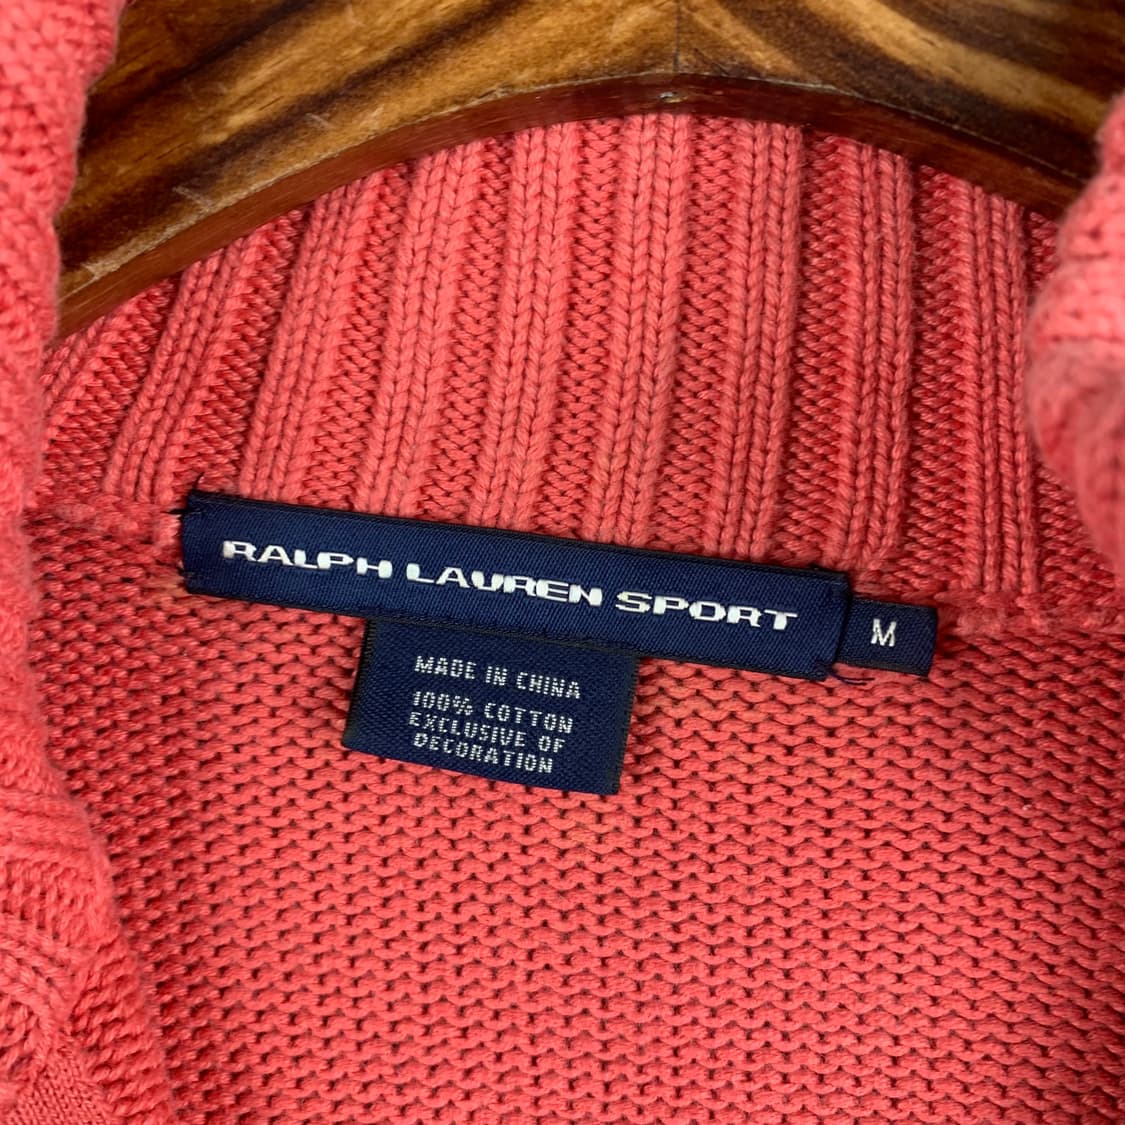 RALPH LAUREN SPORT
M
MADE IN CHINA
100% COTTON
EXCLUSIVE OF
DECORATION